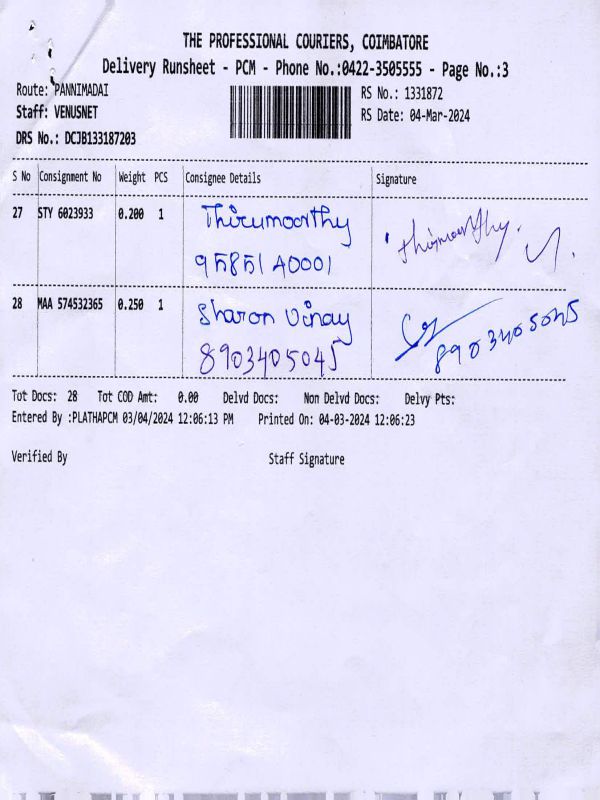 THE PROFESSIONAL COURIERS, COIMBATORE
Delivery Runsheet - PCM - Phone No.:0422-3505555 - Page No.:3
Route: PANNIMADAI RS No.: 1331872
Staff: VENUSNET RS Date: 04-Mar-2024
DRS No.: DCJB133187203
S No Consignment No Weight PCS Consignee Details Signature
27 STY 6023933 0.200 1 Thirumoorthy Thirmoorthy
28 MAA 574532365 0.250 1 Sharon Vinay
8903405045 8903405045
Tot Docs: 28 Tot COD Amt: 0.00 Delvd Docs: Non Delvd Docs: Delvy Pts:
Entered By :PLATHAPCM 03/04/2024 12:06:13 PM Printed On: 04-03-2024 12:06:23
Verified By Staff Signature